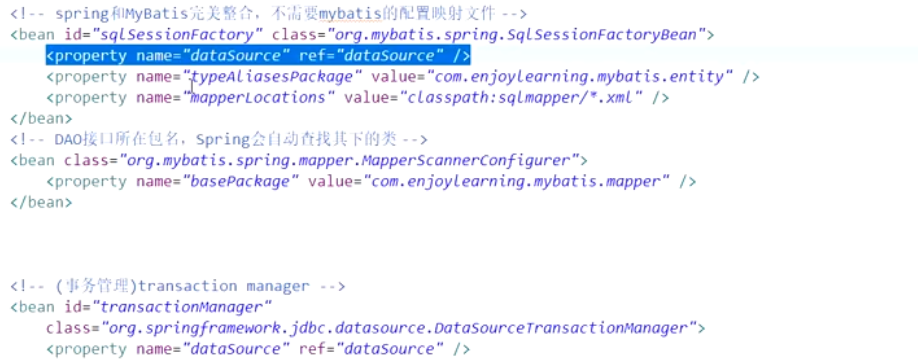 <!-- spring和MyBatis完美整合，不需要mybatis的配置映射文件 -->
<bean id="sqlSessionFactory" class="org.mybatis.spring.SqlSessionFactoryBean">
<property name="dataSource" ref="dataSource" />
<property name="typeAliasesPackage" value="com.enjoylearning.mybatis.entity" />
<property name="mapperLocations" value="classpath:sqlmapper/*.xml" />
</bean>
<!-- DAO接口所在包名，Spring会自动查找其下的类 -->
<bean class="org.mybatis.spring.mapper.MapperScannerConfigurer">
<property name="basePackage" value="com.enjoylearning.mybatis.mapper" />
</bean>
<!-- (事务管理)transaction manager -->
<bean id="transactionManager"
class="org.springframework.jdbc.datasource.DataSourceTransactionManager">
<property name="dataSource" ref="dataSource" />